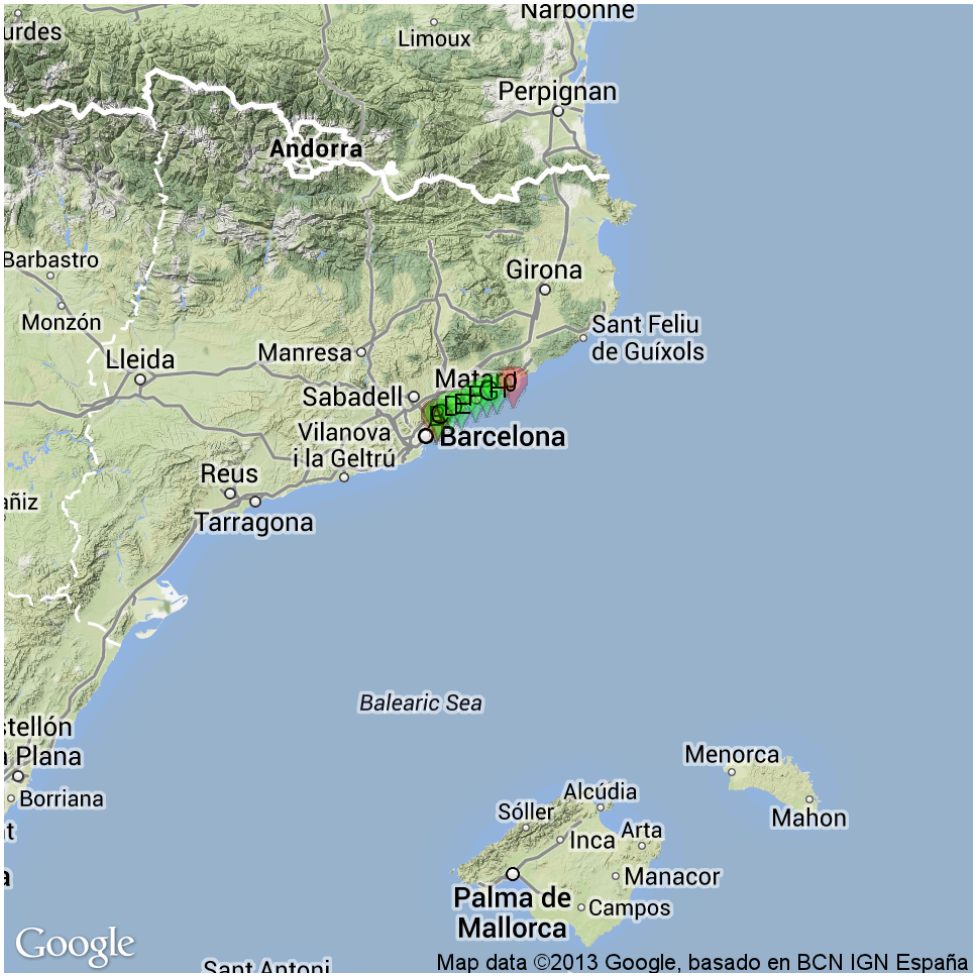 Narbonne
urdes
Limoux
Perpignan
Andorra
Barbastro
Girona
Monzón
Sant Feliu
de Guíxols
Lleida
Manresa
Mataró
Sabadell
D E F G H
C
Vilanova
i la Geltrú
Barcelona
Reus
añiz
Tarragona
Balearic Sea
stellón
a Plana
Menorca
Borriana
Alcúdia
Sóller
Mahon
t
Inca
Arta
a
Manacor
Palma de
Mallorca
Campos
Google
Sant Antoni
Map data ©2013 Google, basado en BCN IGN España